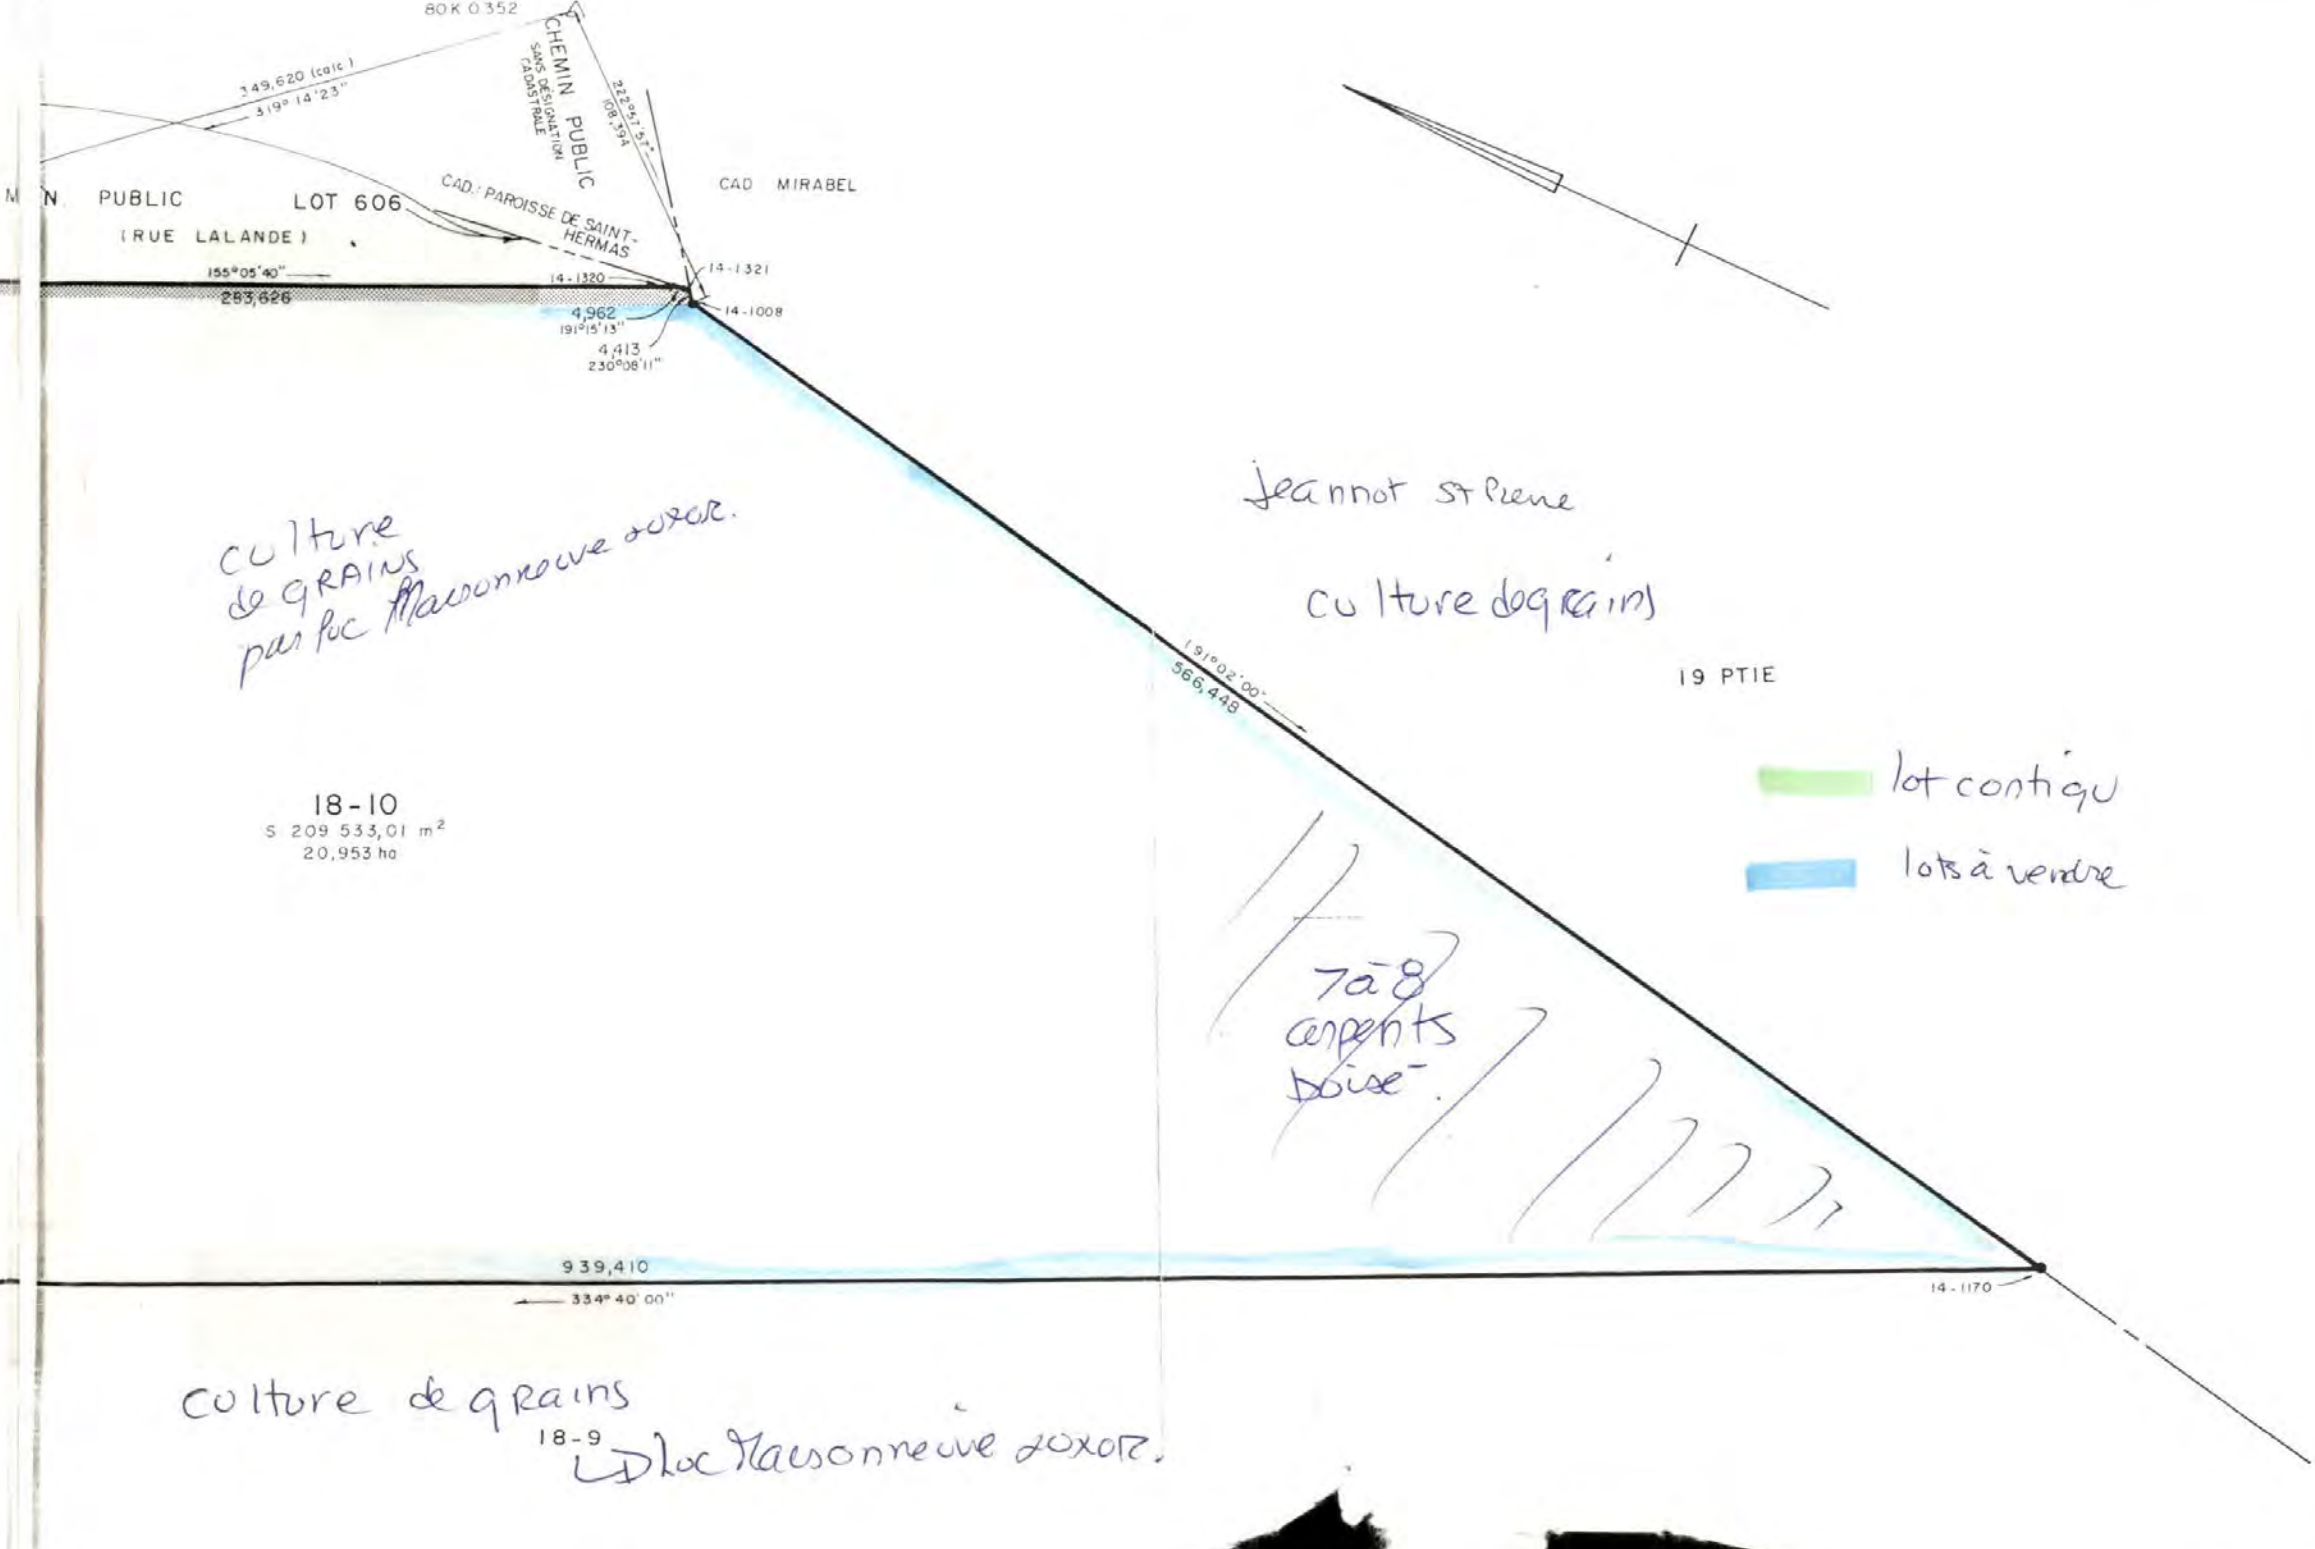 80K 0352
349,620 (calc.)
319° 14'23"
CHEMIN PUBLIC
SANS DÉSIGNATION
CADASTRALE
222°57'57"
108,394
CAD. MIRABEL
CAD.: PAROISSE DE SAINT-
HERMAS
M N. PUBLIC
LOT 606
(RUE LALANDE)
155°05'40"
283,626
14-1320
14-1321
14-1008
4,962
191°15'13"
4,413
230°08'11"
culture
de GRAINS
par Luc Maisonneuve
Jeannot St Pierre
culture de grains
19 PTIE
191°02'00"
566,448
lot contigu
lots à vendre
18-10
S 209 533,01 m²
20,953 ha
7 à 8
arpents
boisé
939,410
334° 40' 00"
14-1170
culture de grains
18-9
Luc Maisonneuve